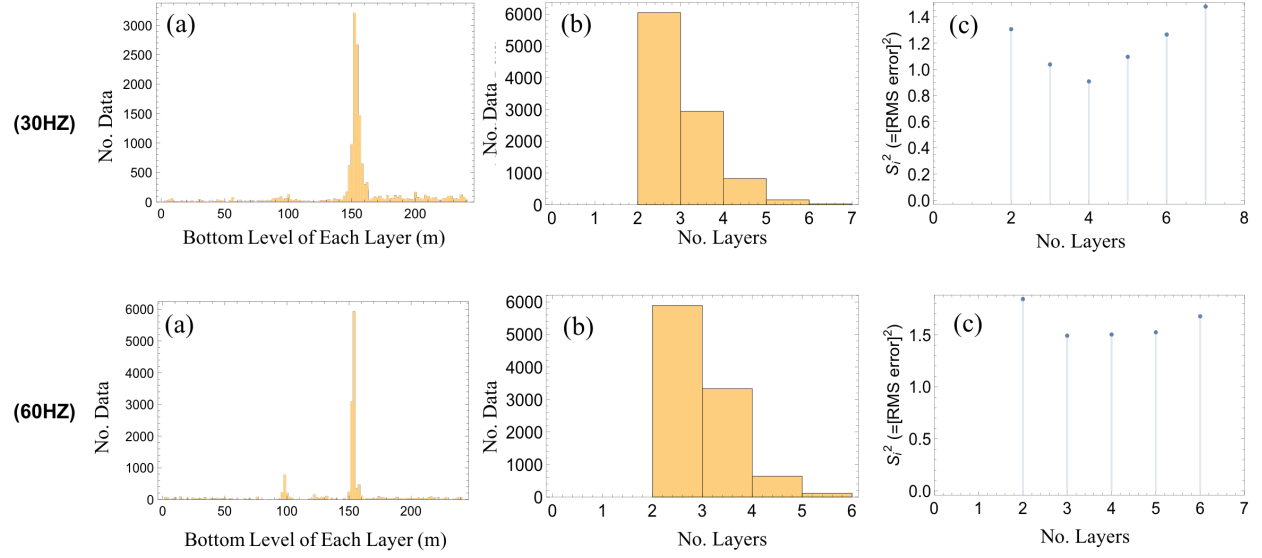 (30HZ)
(a)
No. Data
3000
2500
2000
1500
1000
500
0
0 50 100 150 200
Bottom Level of Each Layer (m)
(b)
No. Data
6000
5000
4000
3000
2000
1000
0
0 1 2 3 4 5 6 7
No. Layers
(c)
Si² (=[RMS error]²)
1.4
1.2
1.0
0.8
0.6
0.4
0.2
0.0
0 2 4 6 8
No. Layers
(60HZ)
(a)
No. Data
6000
5000
4000
3000
2000
1000
0
0 50 100 150 200
Bottom Level of Each Layer (m)
(b)
No. Data
6000
5000
4000
3000
2000
1000
0
0 1 2 3 4 5 6
No. Layers
(c)
Si² (=[RMS error]²)
1.5
1.0
0.5
0.0
0 1 2 3 4 5 6 7
No. Layers